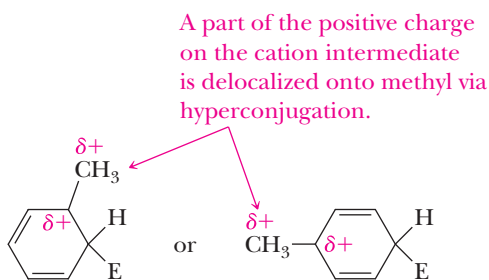 A part of the positive charge
on the cation intermediate
is delocalized onto methyl via
hyperconjugation.
δ+
CH₃
δ+
H
E
or
δ+
CH₃
δ+
H
E